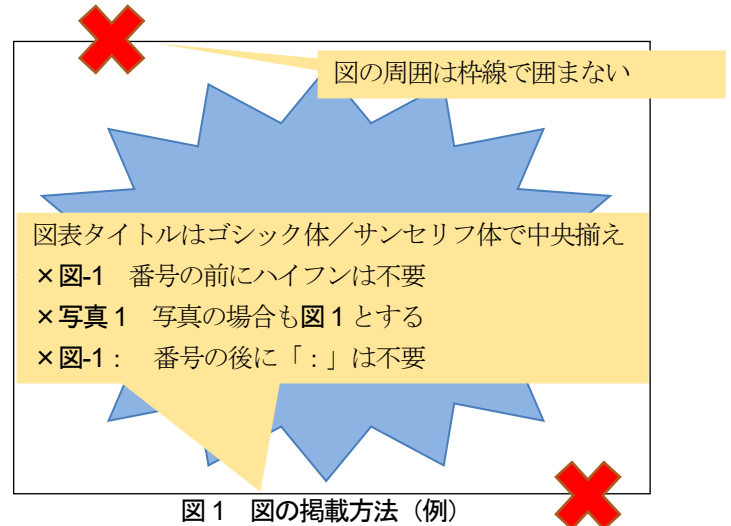 図の周囲は枠線で囲まない
図表タイトルはゴシック体／サンセリフ体で中央揃え
×図-1　番号の前にハイフンは不要
×写真 1　写真の場合も図 1 とする
×図-1：　番号の後に「：」は不要
図 1　図の掲載方法（例）